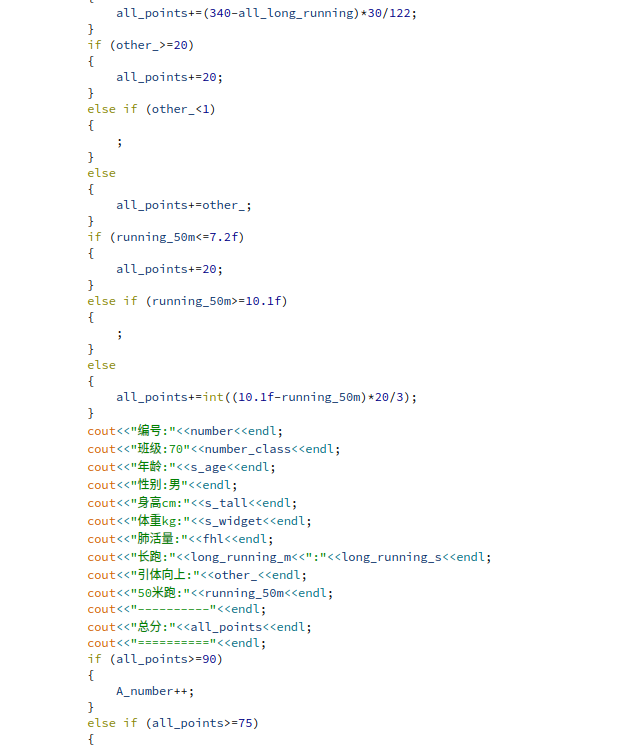 {
    all_points+=(340-all_long_running)*30/122;
}
if (other_>=20)
{
    all_points+=20;
}
else if (other_<1)
{
    ;
}
else
{
    all_points+=other_;
}
if (running_50m<=7.2f)
{
    all_points+=20;
}
else if (running_50m>=10.1f)
{
    ;
}
else
{
    all_points+=int((10.1f-running_50m)*20/3);
}
cout<<"编号:"<<number<<endl;
cout<<"班级:70"<<number_class<<endl;
cout<<"年龄:"<<s_age<<endl;
cout<<"性别:男"<<endl;
cout<<"身高cm:"<<s_tall<<endl;
cout<<"体重kg:"<<s_widget<<endl;
cout<<"肺活量:"<<fhl<<endl;
cout<<"长跑:"<<long_running_m<<":"<<long_running_s<<endl;
cout<<"引体向上:"<<other_<<endl;
cout<<"50米跑:"<<running_50m<<endl;
cout<<"----------"<<endl;
cout<<"总分:"<<all_points<<endl;
cout<<"=========="<<endl;
if (all_points>=90)
{
    A_number++;
}
else if (all_points>=75)
{